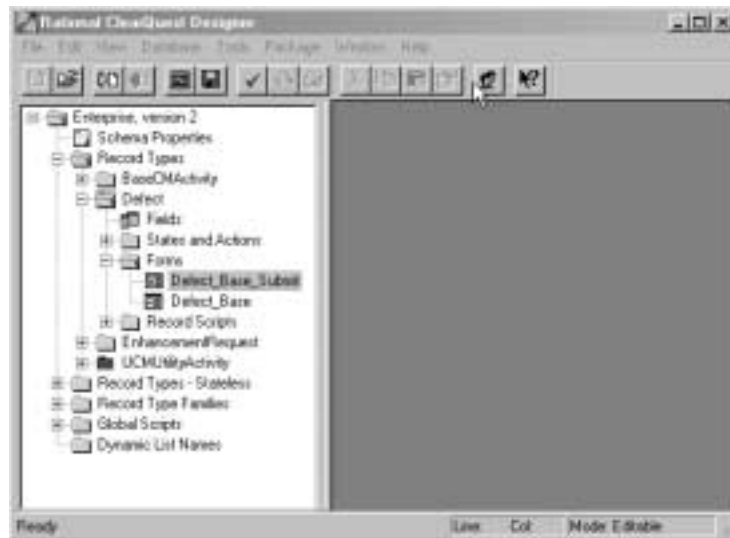 Rational ClearQuest Designer
File Edit View Database Tools Package Window Help
Enterprise, version 2
Schema Properties
Record Types
BaseCMActivity
Defect
Fields
States and Actions
Forms
Defect_Base_Submit
Defect_Base
Record Scripts
EnhancementRequest
UCMUtilityActivity
Record Types - Stateless
Record Type Families
Global Scripts
Dynamic List Names
Ready Line: Col: Mode: Editable